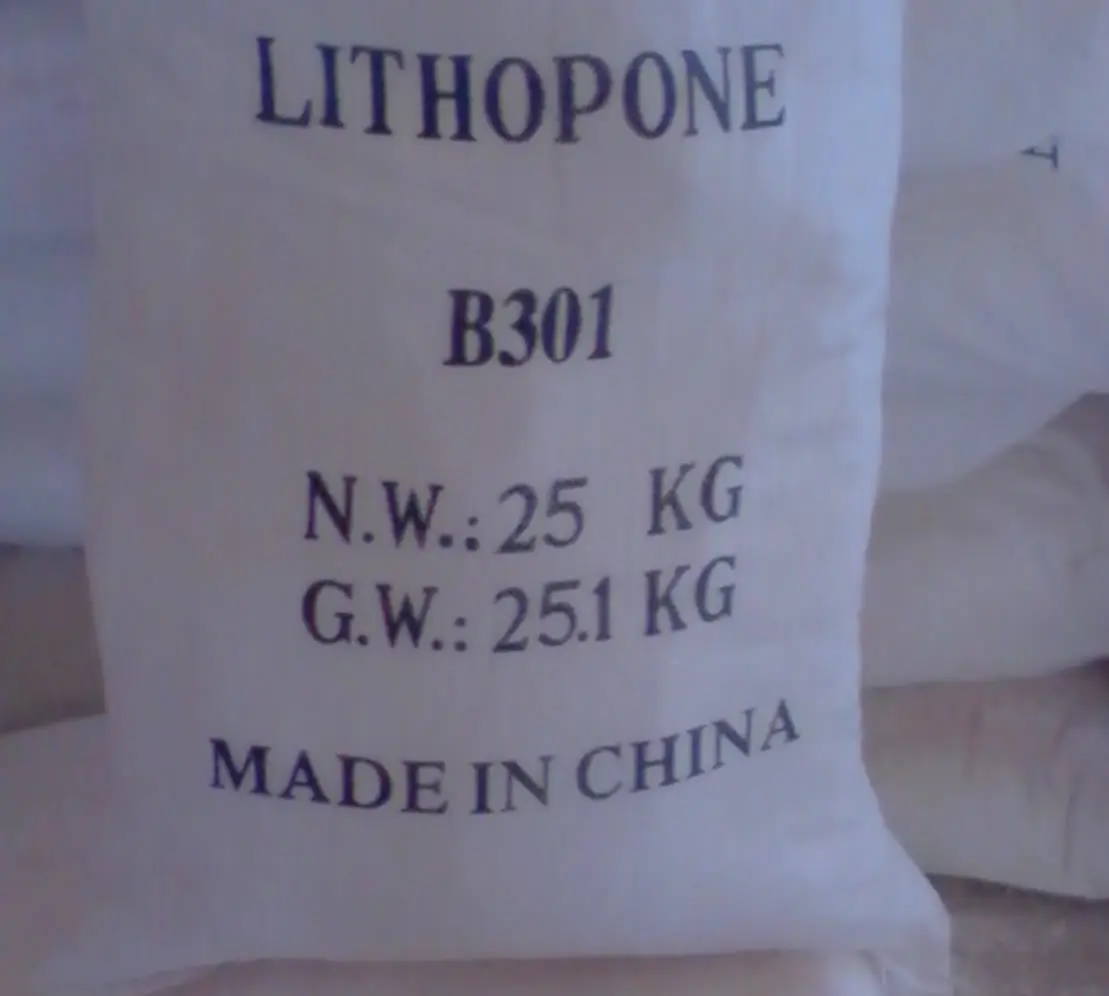 LITHOPONE
B301
N.W.: 25 KG
G.W.: 25.1 KG
MADE IN CHINA